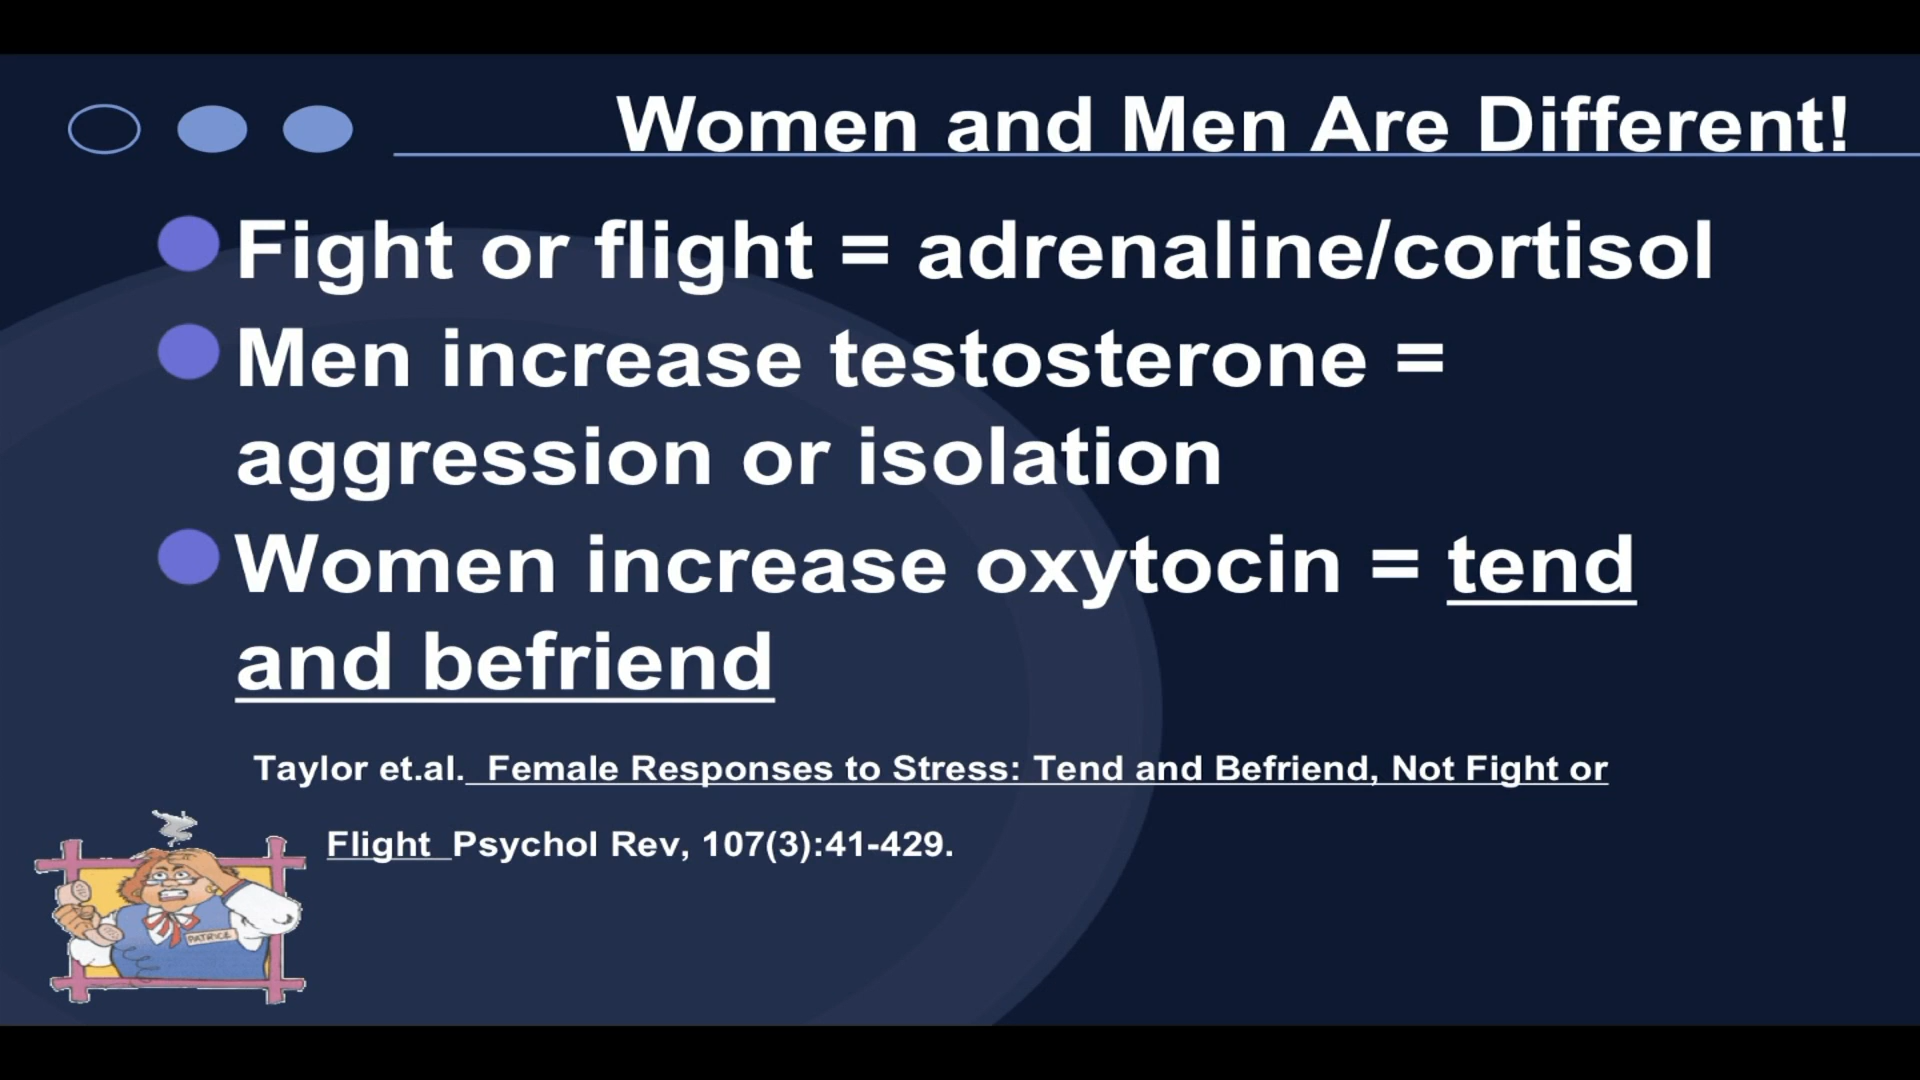 Women and Men Are Different!
Fight or flight = adrenaline/cortisol
Men increase testosterone =
aggression or isolation
Women increase oxytocin = tend
and befriend
Taylor et.al. Female Responses to Stress: Tend and Befriend, Not Fight or
Flight Psychol Rev, 107(3):41-429.
PATRICE